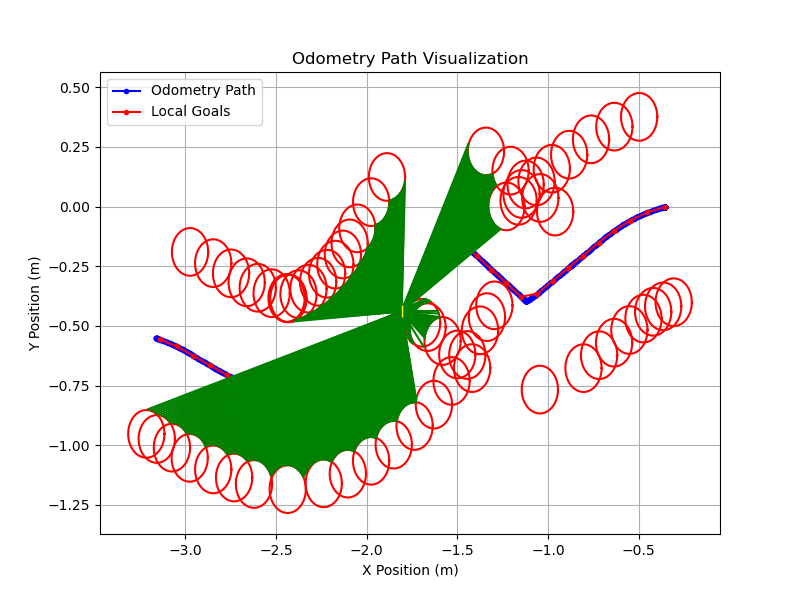 Odometry Path Visualization
Odometry Path
Local Goals
0.50
0.25
0.00
−0.25
−0.50
−0.75
−1.00
−1.25
Y Position (m)
−3.0 −2.5 −2.0 −1.5 −1.0 −0.5
X Position (m)